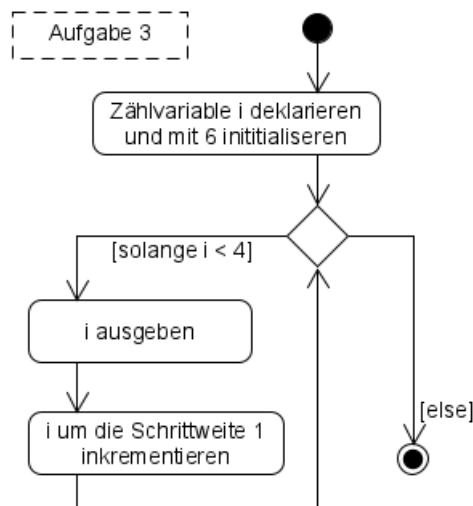 Aufgabe 3
Zählvariable i deklarieren
und mit 6 inititialiseren
[solange i < 4]
i ausgeben
[else]
i um die Schrittweite 1
inkrementieren